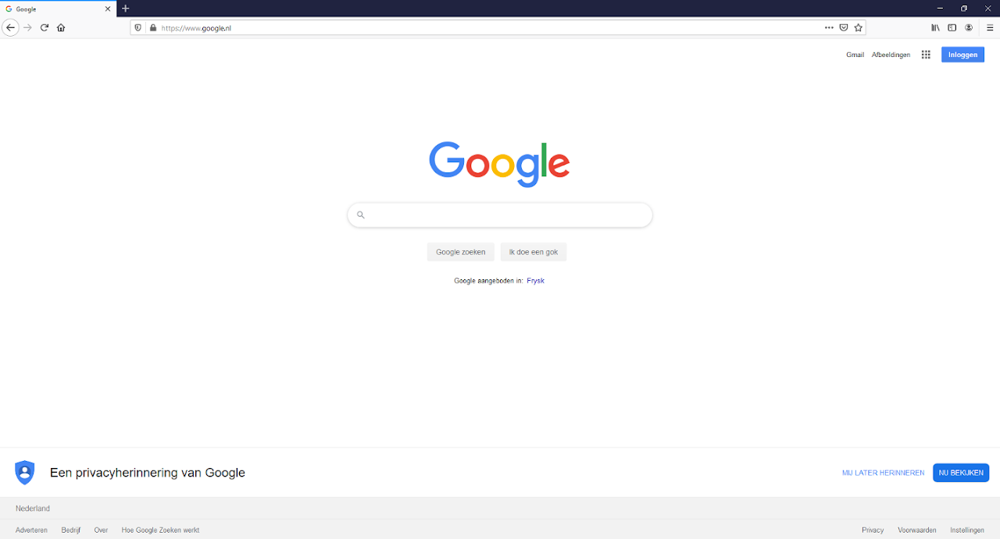 Google
https://www.google.nl
Gmail Afbeeldingen Inloggen
Google
Google zoeken Ik doe een gok
Google aangeboden in: Frysk
Een privacyherinnering van Google MIJ LATER HERINNEREN NU BEKIJKEN
Nederland
Adverteren Bedrijf Over Hoe Google Zoeken werkt Privacy Voorwaarden Instellingen